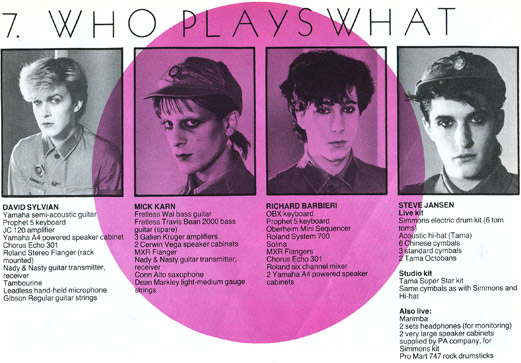 7. WHO PLAYS WHAT
DAVID SYLVIAN
Yamaha semi-acoustic guitar
Prophet 5 keyboard
JC 120 amplifier
Yamaha A4 powered speaker cabinet
Chorus Echo 301
Roland Stereo Flanger (rack
mounted)
Nady & Nasty guitar transmitter,
receiver
Tambourine
Leadless hand-held microphone
Gibson Regular guitar strings
MICK KARN
Fretless Wal bass guitar
Fretless Travis Bean 2000 bass
guitar (spare)
3 Gallien Kruger amplifiers
2 Cerwin Vega speaker cabinets
MXR Flanger
Nady & Nasty guitar transmitter,
receiver
Conn Alto saxophone
Dean Markley light-medium gauge
strings
RICHARD BARBIERI
OBX keyboard
Prophet 5 keyboard
Oberheim Mini Sequencer
Roland System 700
Solina
MXR Flangers
Chorus Echo 301
Roland six channel mixer
2 Yamaha A4 powered speaker
cabinets
STEVE JANSEN
Live kit
Simmons electric drum kit (6 tom
toms)
Acoustic hi-hat (Tama)
6 Chinese cymbals
3 standard cymbals
2 Tama Octobans
Studio kit
Tama Super Star kit
Same cymbals as with Simmons and
Hi-hat
Also live:
Marimba
2 sets headphones (for monitoring)
2 very large speaker cabinets
supplied by PA company, for
Simmons kit
Pro Mart 747 rock drumsticks